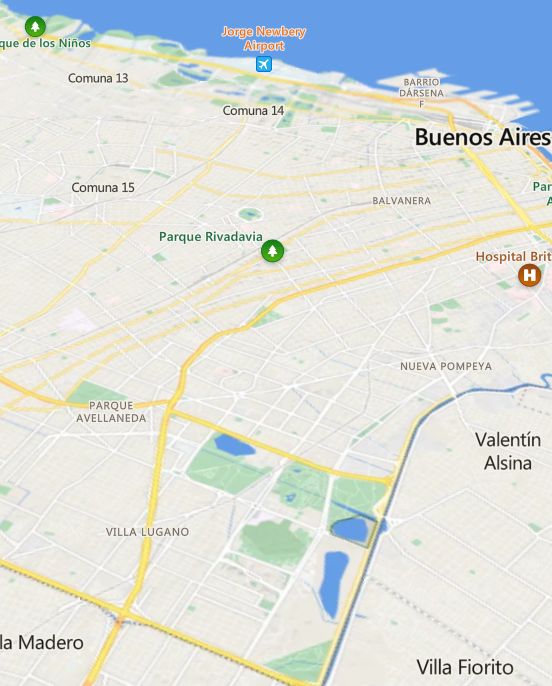 Jorge Newbery
Airport
que de los Niños
Comuna 13
BARRIO
DÁRSENA
F
Comuna 14
Buenos Aires
Comuna 15
Par
A
BALVANERA
Parque Rivadavia
Hospital Brit
H
NUEVA POMPEYA
PARQUE
AVELLANEDA
Valentín
Alsina
VILLA LUGANO
la Madero
Villa Fiorito